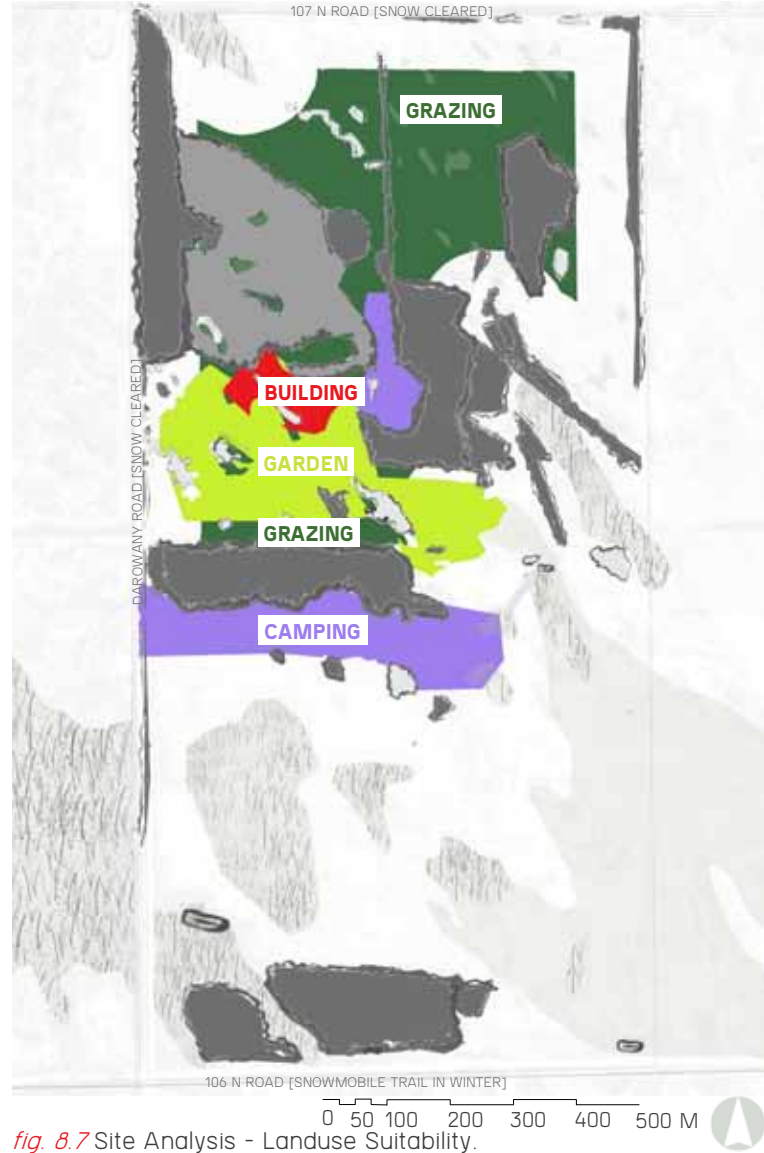 107 N ROAD [SNOW CLEARED]
GRAZING
DAROWANY ROAD [SNOW CLEARED]
BUILDING
GARDEN
GRAZING
CAMPING
106 N ROAD [SNOWMOBILE TRAIL IN WINTER]
0 50 100 200 300 400 500 M
fig. 8.7 Site Analysis - Landuse Suitability.